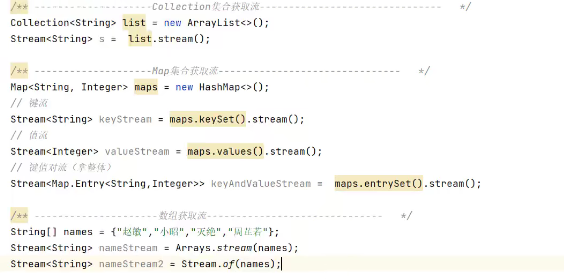 /** --------------------Collection集合获取流------------------------------- */
Collection<String> list = new ArrayList<>();
Stream<String> s =  list.stream();
/** --------------------Map集合获取流------------------------------- */
Map<String, Integer> maps = new HashMap<>();
// 键流
Stream<String> keyStream = maps.keySet().stream();
// 值流
Stream<Integer> valueStream = maps.values().stream();
// 键值对流（拿整体）
Stream<Map.Entry<String,Integer>> keyAndValueStream =  maps.entrySet().stream();
/** ---------------------数组获取流------------------------------ */
String[] names = {"赵敏","小昭","灭绝","周芷若"};
Stream<String> nameStream = Arrays.stream(names);
Stream<String> nameStream2 = Stream.of(names);